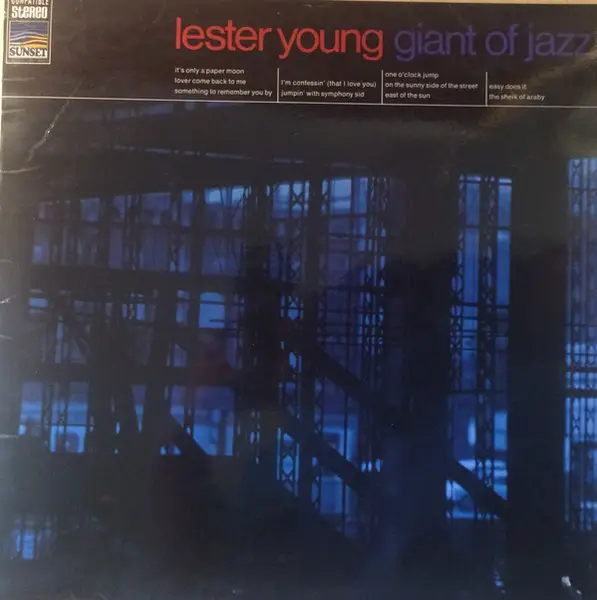 COMPATIBLE
Stereo
SUNSET
lester young giant of jazz
it's only a paper moon
lover come back to me
something to remember you by
I'm confessin' (that I love you)
jumpin' with symphony sid
one o'clock jump
on the sunny side of the street
east of the sun
easy does it
the sheik of araby